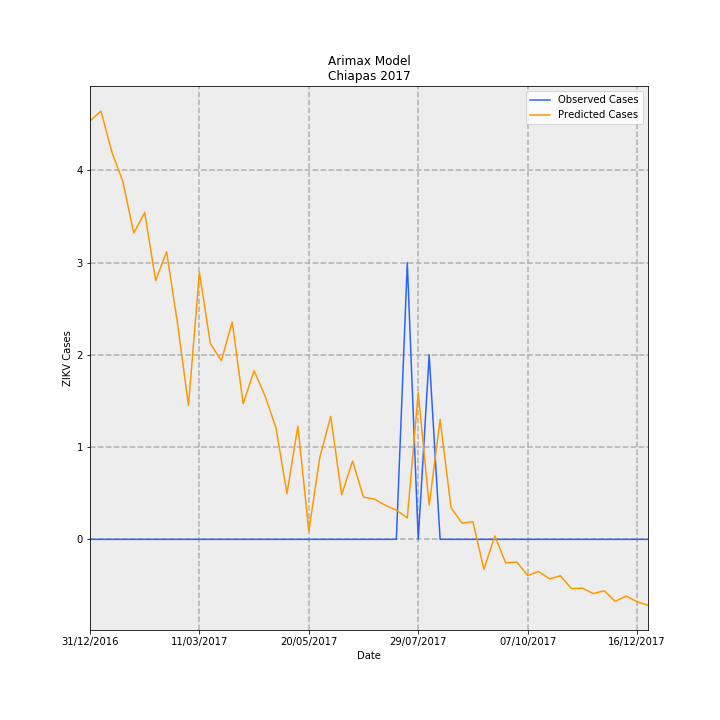 Arimax Model
Chiapas 2017
Observed Cases
Predicted Cases
ZIKV Cases
4
3
2
1
0
31/12/2016
11/03/2017
20/05/2017
29/07/2017
07/10/2017
16/12/2017
Date